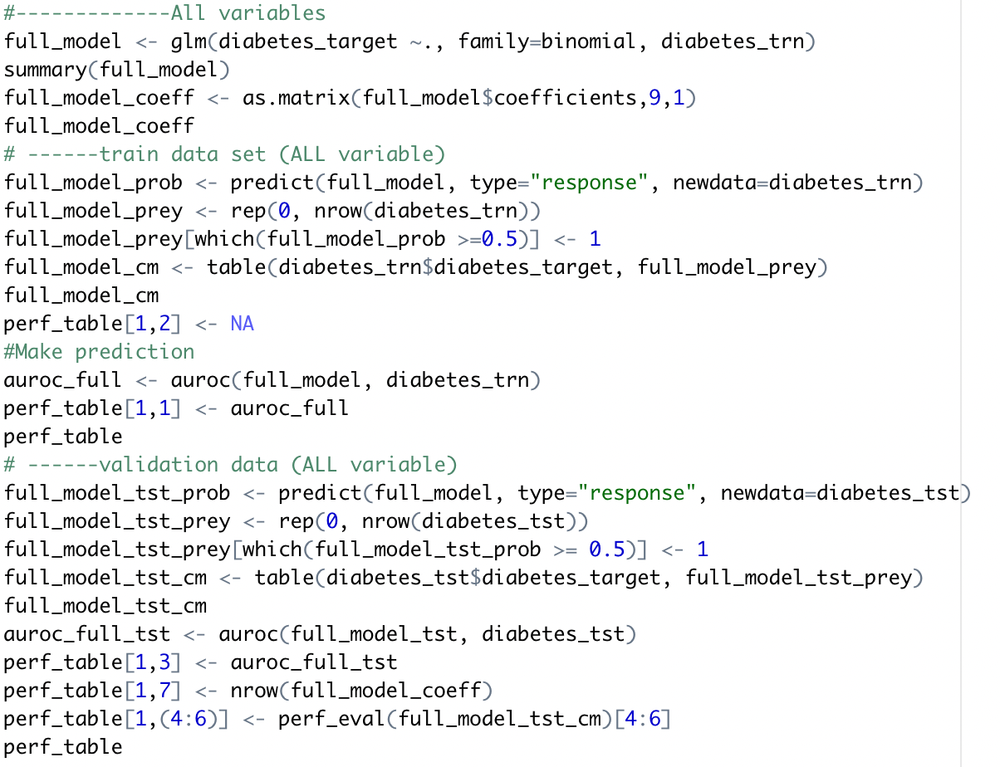 #-------------All variables
full_model <- glm(diabetes_target ~., family=binomial, diabetes_trn)
summary(full_model)
full_model_coeff <- as.matrix(full_model$coefficients,9,1)
full_model_coeff
# ------train data set (ALL variable)
full_model_prob <- predict(full_model, type="response", newdata=diabetes_trn)
full_model_prey <- rep(0, nrow(diabetes_trn))
full_model_prey[which(full_model_prob >=0.5)] <- 1
full_model_cm <- table(diabetes_trn$diabetes_target, full_model_prey)
full_model_cm
perf_table[1,2] <- NA
#Make prediction
auroc_full <- auroc(full_model, diabetes_trn)
perf_table[1,1] <- auroc_full
perf_table
# ------validation data (ALL variable)
full_model_tst_prob <- predict(full_model, type="response", newdata=diabetes_tst)
full_model_tst_prey <- rep(0, nrow(diabetes_tst))
full_model_tst_prey[which(full_model_tst_prob >= 0.5)] <- 1
full_model_tst_cm <- table(diabetes_tst$diabetes_target, full_model_tst_prey)
full_model_tst_cm
auroc_full_tst <- auroc(full_model_tst, diabetes_tst)
perf_table[1,3] <- auroc_full_tst
perf_table[1,7] <- nrow(full_model_coeff)
perf_table[1,(4:6)] <- perf_eval(full_model_tst_cm)[4:6]
perf_table